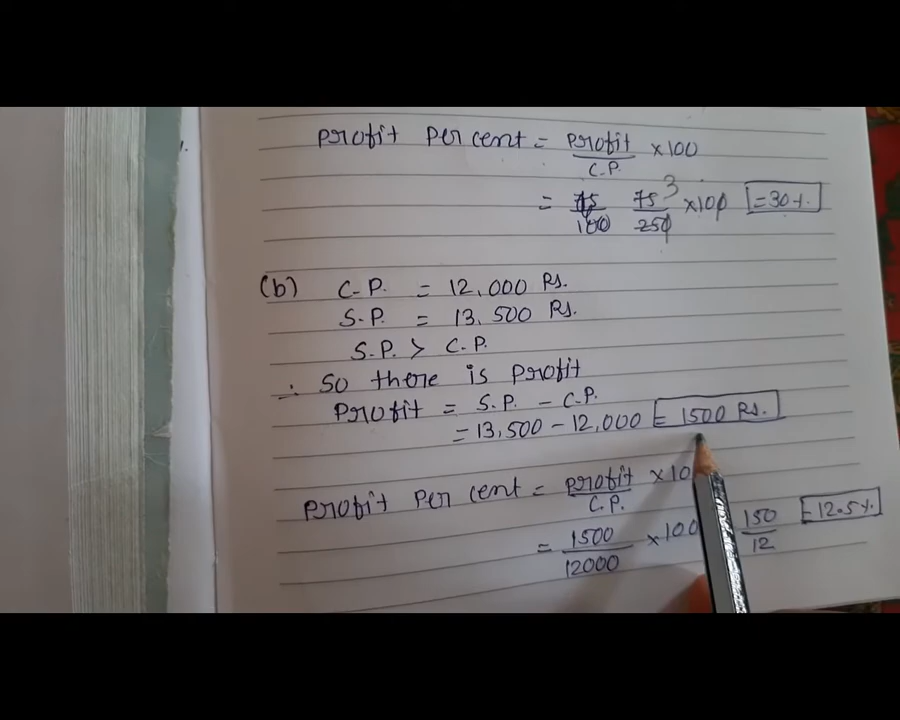 Profit Per cent = Profit/C.P. ×100
= 75/100 75/250 3 ×100 =30%
(b) C.P. = 12,000 Rs.
S.P. = 13,500 Rs.
S.P. > C.P.
∴ So there is profit
Profit = S.P. - C.P.
= 13,500 - 12,000 = 1500 Rs.
Profit Per cent = profit/C.P. ×10
= 1500/12000 ×100 150/12 =12.5%